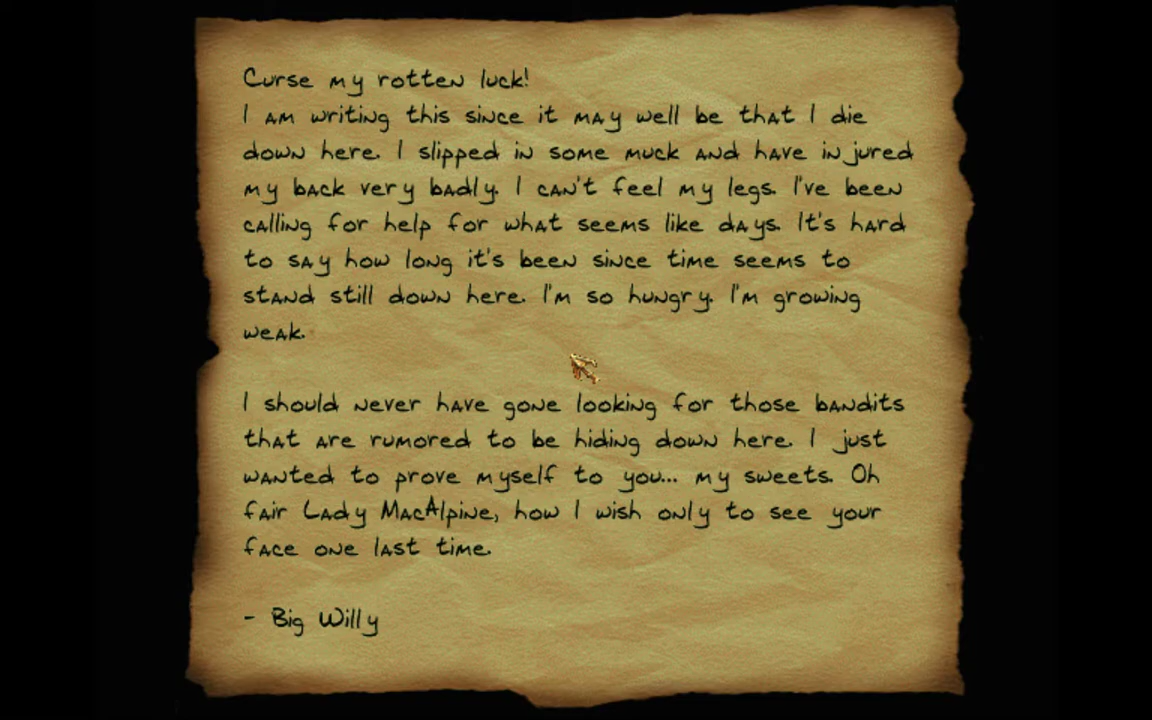 Curse my rotten luck!
I am writing this since it may well be that I die
down here. I slipped in some muck and have injured
my back very badly. I can't feel my legs. I've been
calling for help for what seems like days. It's hard
to say how long it's been since time seems to
stand still down here. I'm so hungry. I'm growing
weak.
I should never have gone looking for those bandits
that are rumored to be hiding down here. I just
wanted to prove myself to you... my sweets. Oh
fair Lady MacAlpine, how I wish only to see your
face one last time.
- Big Willy